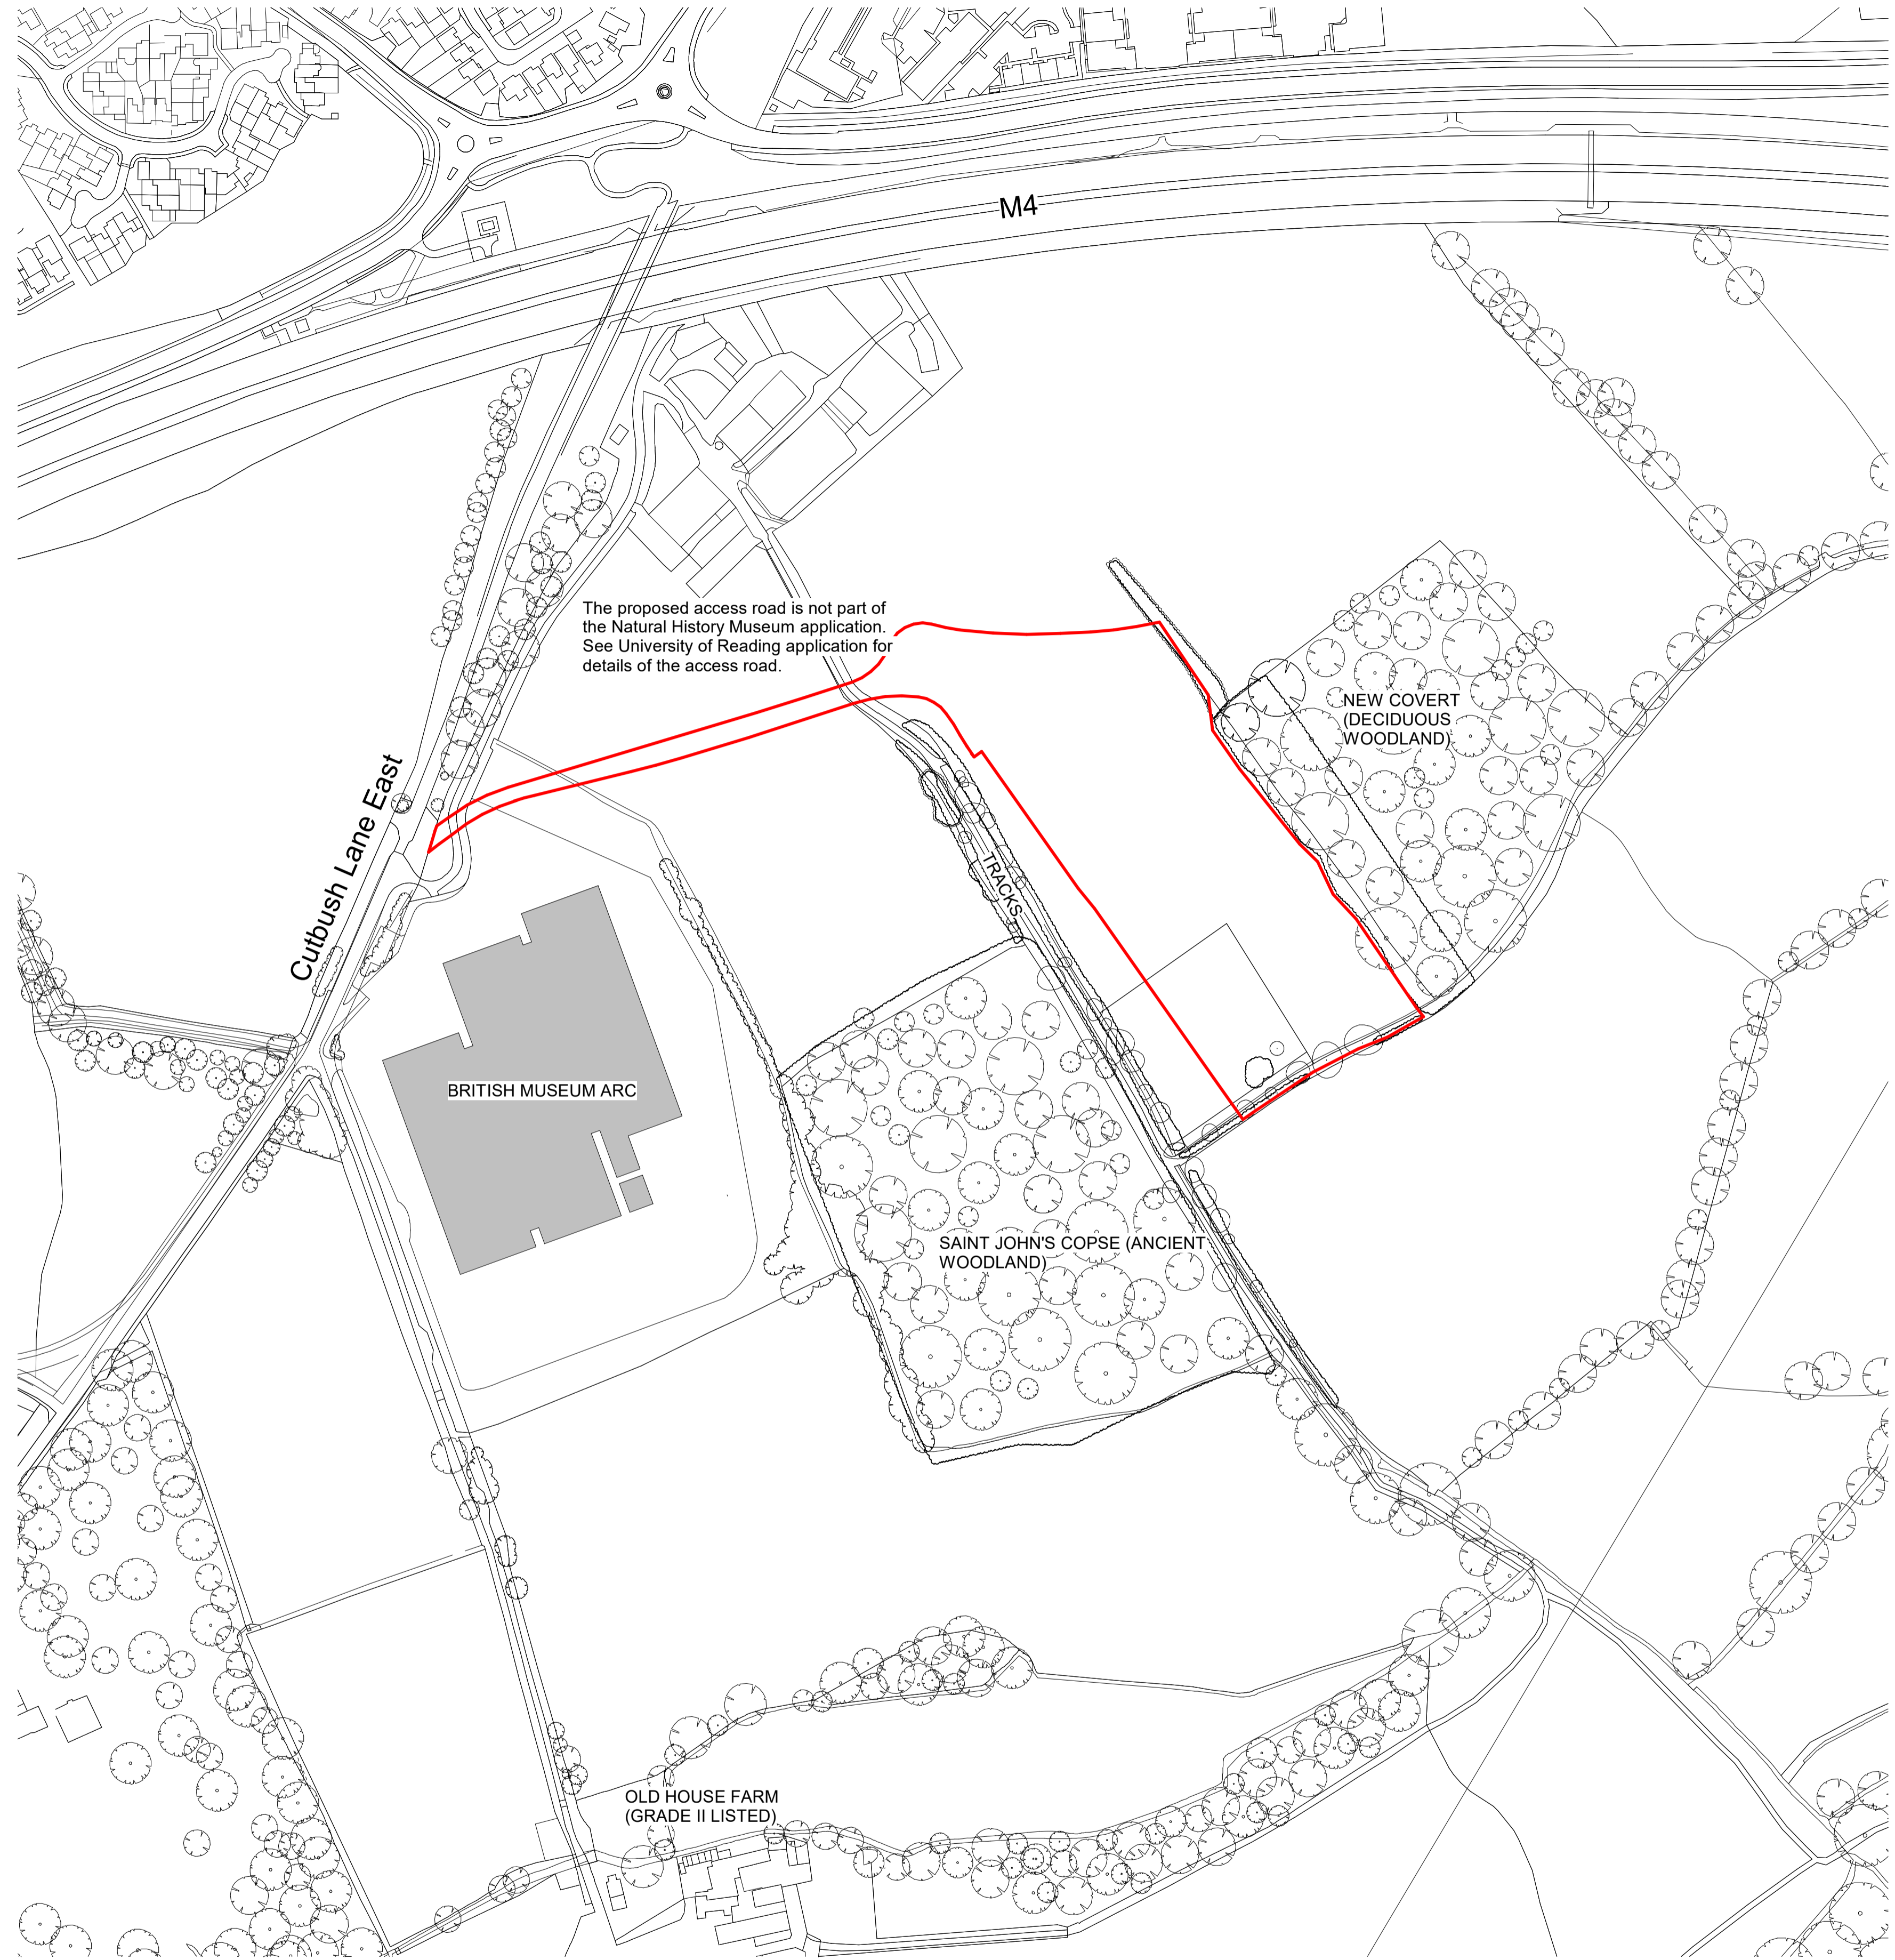 M4
The proposed access road is not part of
the Natural History Museum application.
See University of Reading application for
details of the access road.
NEW COVERT
(DECIDUOUS
WOODLAND)
Cutbush Lane East
TRACKS
BRITISH MUSEUM ARC
SAINT JOHN'S COPSE (ANCIENT
WOODLAND)
OLD HOUSE FARM
(GRADE II LISTED)